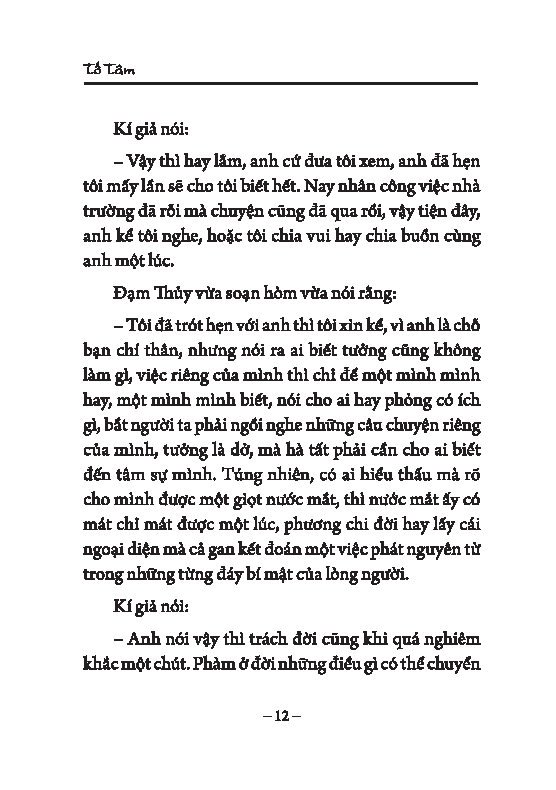 Tố Tâm
Kí giả nói:
– Vậy thì hay lắm, anh cứ đưa tôi xem, anh đã hẹn
tôi mấy lần sẽ cho tôi biết hết. Nay nhân công việc nhà
trường đã rỗi mà chuyện cũng đã qua rồi, vậy tiện đây,
anh kể tôi nghe, hoặc tôi chia vui hay chia buồn cùng
anh một lúc.
Đạm Thủy vừa soạn hòm vừa nói rằng:
– Tôi đã trót hẹn với anh thì tôi xin kể, vì anh là chỗ
bạn chí thân, nhưng nói ra ai biết tưởng cũng không
làm gì, việc riêng của mình thì chỉ để một mình mình
hay, một mình mình biết, nói cho ai hay phỏng có ích
gì, bắt người ta phải ngồi nghe những câu chuyện riêng
của mình, tưởng là dở, mà hà tất phải cần cho ai biết
đến tâm sự mình. Túng nhiên, có ai hiểu thấu mà rõ
cho mình được một giọt nước mắt, thì nước mắt ấy có
mát chỉ mát được một lúc, phương chi đời hay lấy cái
ngoại diện mà cả gan kết đoán một việc phát nguyên từ
trong những từng đáy bí mật của lòng người.
Kí giả nói:
– Anh nói vậy thì trách đời cũng khi quá nghiêm
khắc một chút. Phàm ở đời những điều gì có thể chuyển
– 12 –